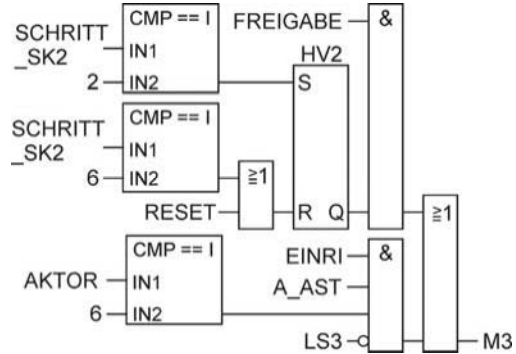 CMP == I
FREIGABE
&
SCHRITT
_SK2
IN1
HV2
2
IN2
S
CMP == I
SCHRITT
_SK2
IN1
6
IN2
≧1
RESET
R Q
≧1
CMP == I
EINRI
&
AKTOR
IN1
A_AST
6
IN2
LS3
M3